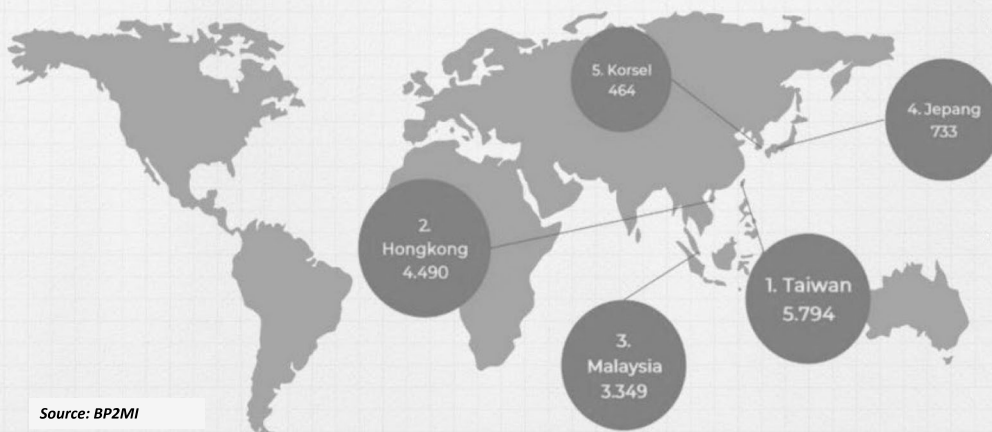 5. Korsel
464
4. Jepang
733
2.
Hongkong
4.490
1. Taiwan
5.794
3.
Malaysia
3.349
Source: BP2MI